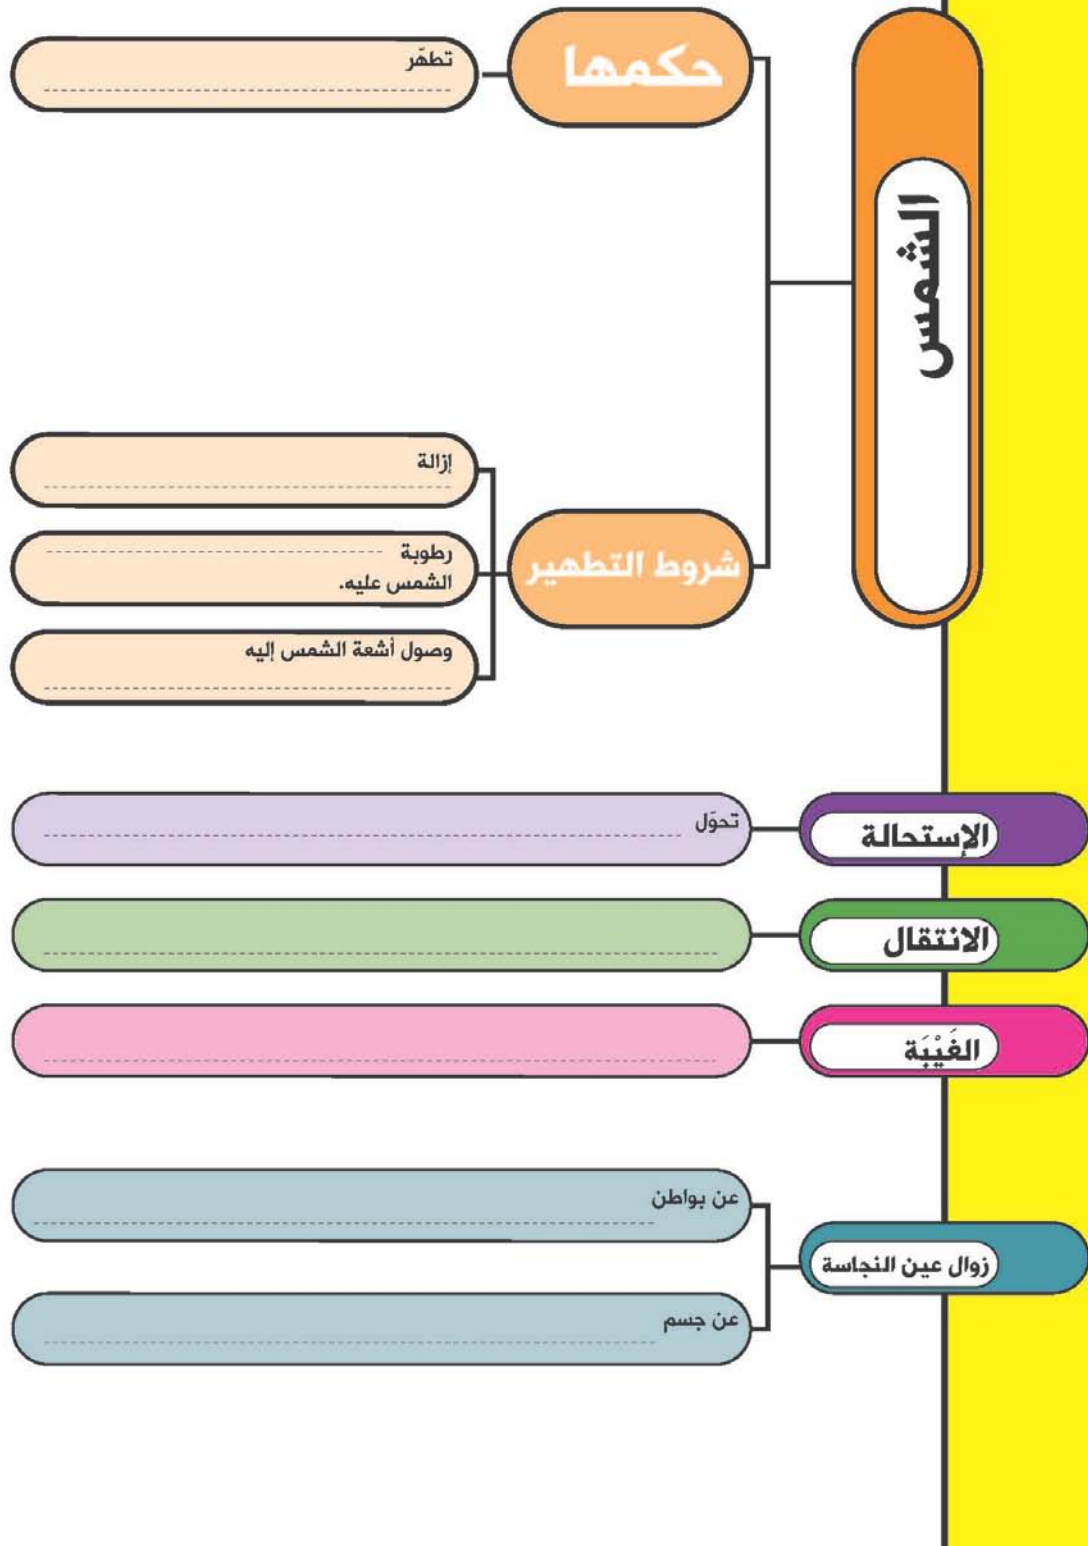 الشمس
حكمها
تطهّر
شروط التطهير
إزالة
رطوبة
الشمس عليه.
وصول أشعة الشمس إليه
الإستحالة
تحوّل
الانتقال
الغَيْبَة
زوال عين النجاسة
عن بواطن
عن جسم